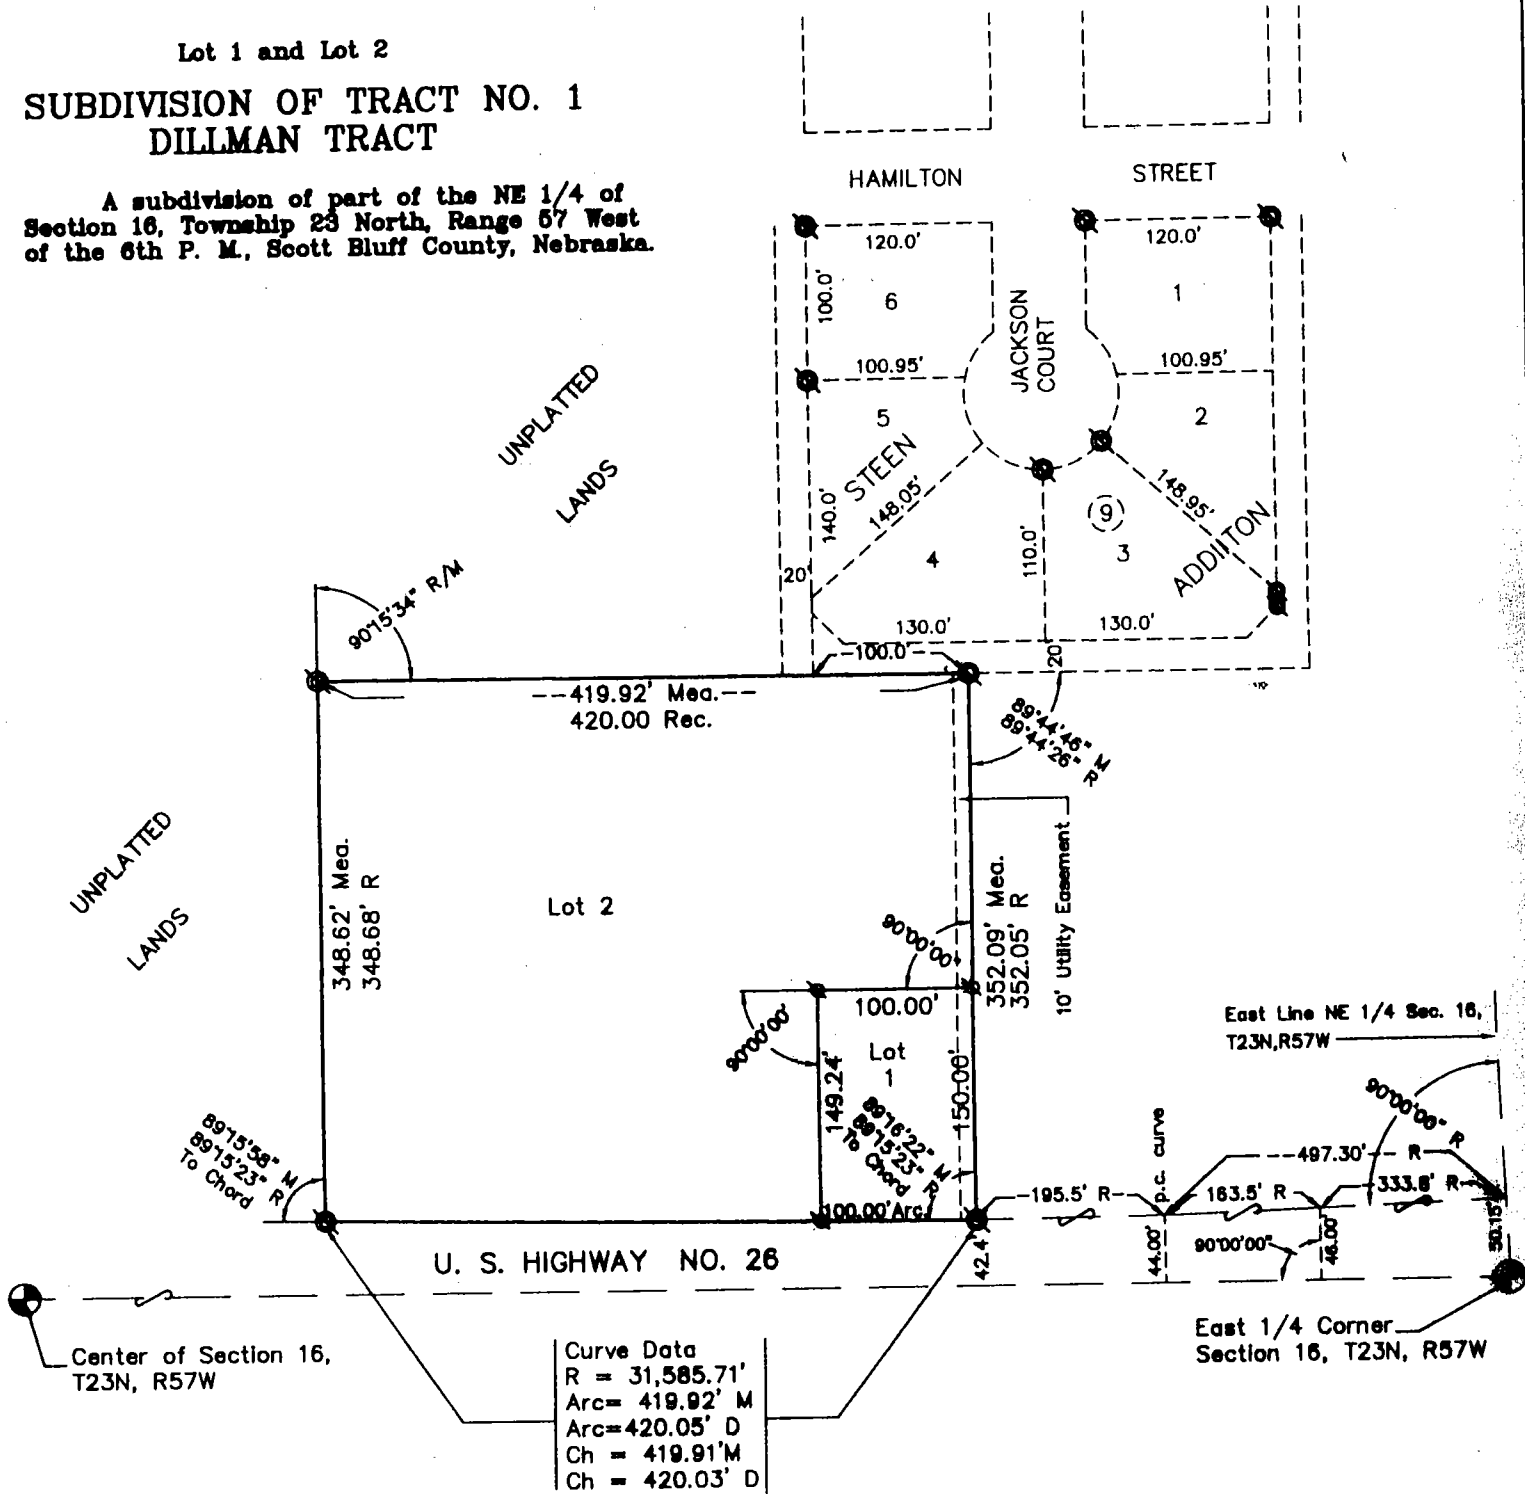 Lot 1 and Lot 2
SUBDIVISION OF TRACT NO. 1
DILLMAN TRACT
A subdivision of part of the NE 1/4 of
Section 16, Township 23 North, Range 57 West
of the 6th P. M., Scott Bluff County, Nebraska.
HAMILTON STREET
120.0'
120.0'
100.0'
6
1
JACKSON
COURT
100.95'
100.95'
5
2
STEEN
148.05'
148.95'
140.0'
110.0'
9
4
3
ADDIITON
20'
130.0'
130.0'
20'
UNPLATTED
LANDS
90°15'34" R/M
100.0'
--419.92' Mea.--
420.00 Rec.
89°44'46" M
89°44'26" R
UNPLATTED
LANDS
348.62' Mea.
348.68' R
Lot 2
90°00'00"
352.09' Mea.
352.05' R
10' Utility Easement
100.00'
90°00'00"
Lot
1
149.24'
150.00'
89°16'22" M
89°15'23" R
To Chord
100.00'Arc.
89°15'58" M
89°15'23" R
To Chord
East Line NE 1/4 Sec. 16,
T23N,R57W
90°00'00" R
p.c. curve
--497.30'-- R
195.5' R
163.5' R
333.8' R
42.4'
44.00'
90°00'00"
46.00'
50.15'
U. S. HIGHWAY NO. 26
Center of Section 16,
T23N, R57W
East 1/4 Corner
Section 16, T23N, R57W
Curve Data
R = 31,585.71'
Arc= 419.92' M
Arc=420.05' D
Ch = 419.91'M
Ch = 420.03' D